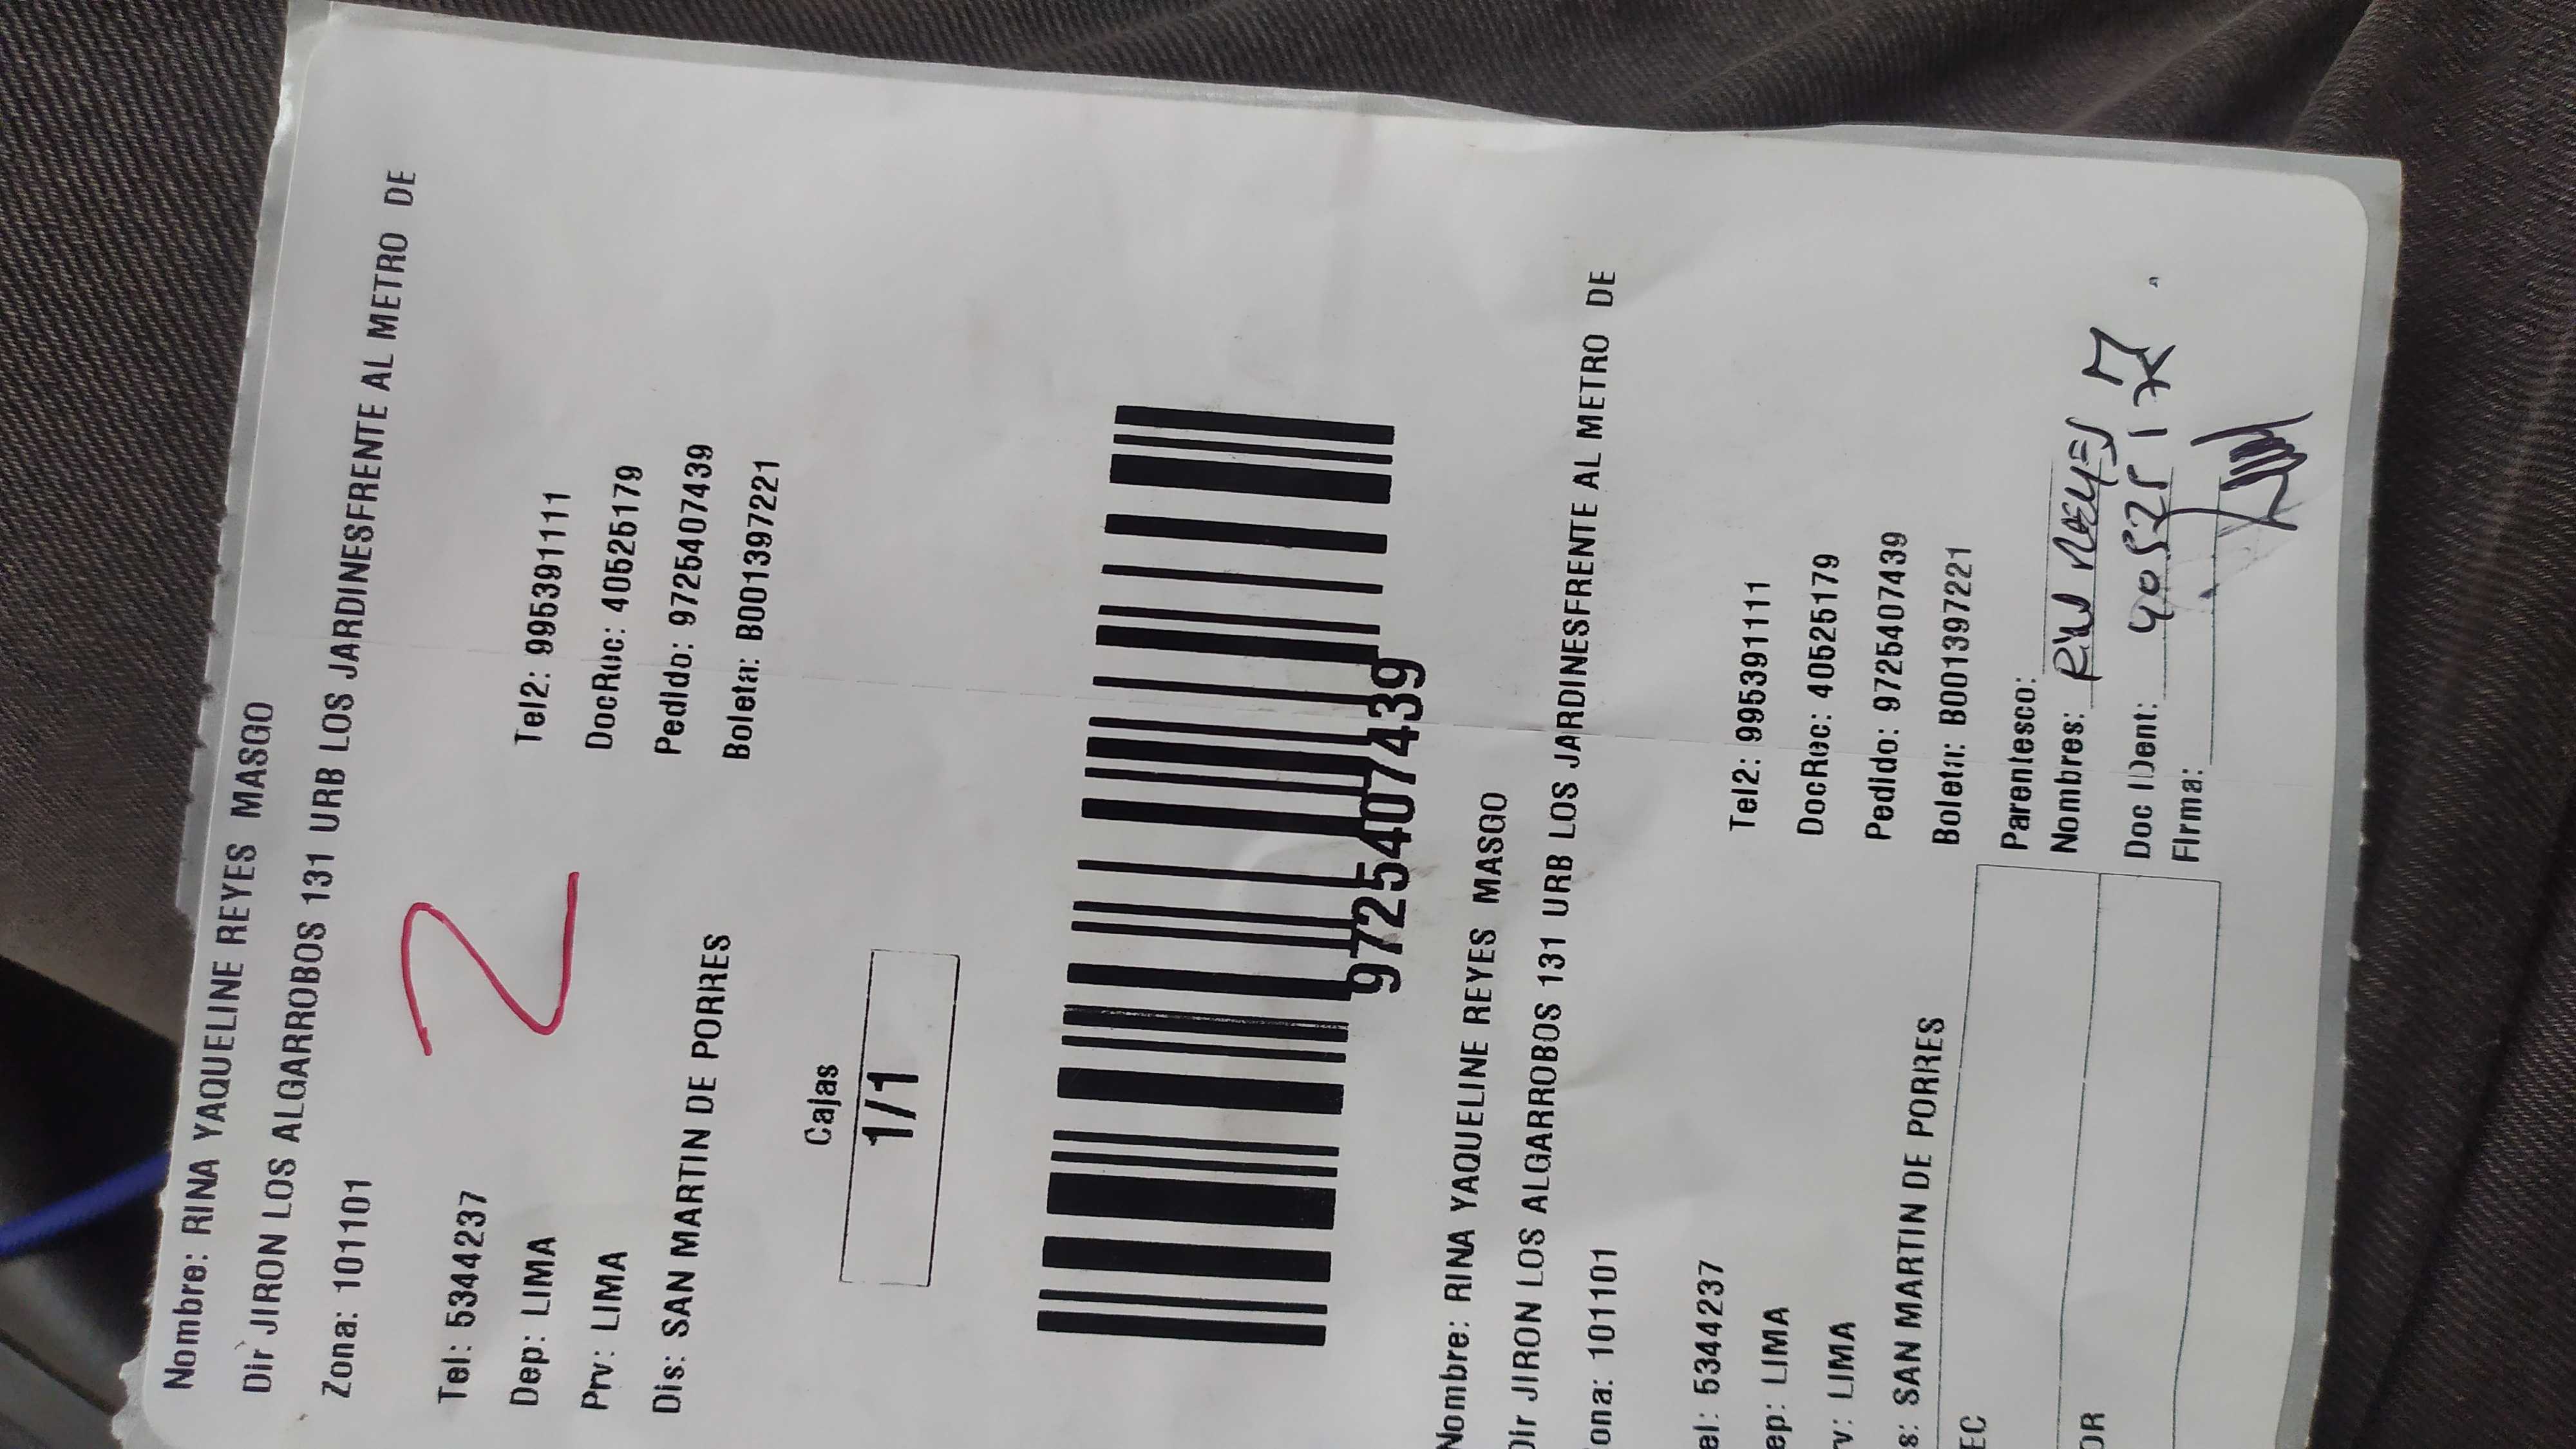 Nombre: RINA YAQUELINE REYES MASGO
Dir JIRON LOS ALGARROBOS 131 URB LOS JARDINESFRENTE AL METRO DE
Zona: 101101
2
Tel: 5344237
Tel2: 995391111
Dep: LIMA
DocRuc: 40525179
Prv: LIMA
Pedido: 9725407439
Dis: SAN MARTIN DE PORRES
Boleta: B001397221
Cajas
1/1
9725407439
Nombre: RINA YAQUELINE REYES MASGO
Dir JIRON LOS ALGARROBOS 131 URB LOS JARDINESFRENTE AL METRO DE
ona: 101101
el: 5344237
Tel2: 995391111
ep: LIMA
DocRuc: 40525179
rv: LIMA
Pedido: 9725407439
s: SAN MARTIN DE PORRES
Boleta: B001397221
EC
Parentesco:
Nombres: Rina Reyes
OR
Doc IDent: 405251
Firma: